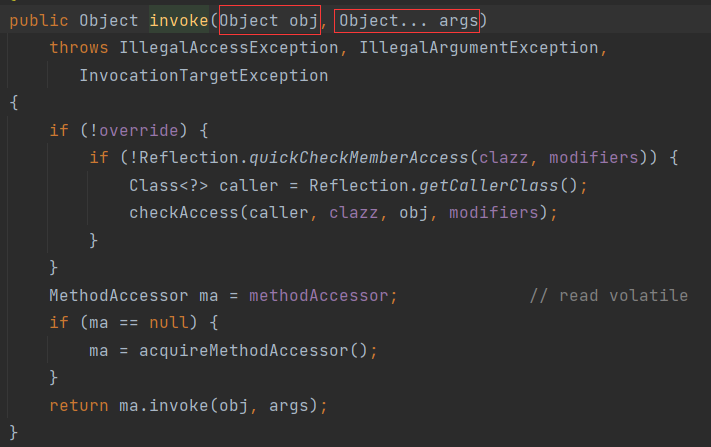 public Object invoke(Object obj, Object... args)
    throws IllegalAccessException, IllegalArgumentException,
       InvocationTargetException
{
    if (!override) {
        if (!Reflection.quickCheckMemberAccess(clazz, modifiers)) {
            Class<?> caller = Reflection.getCallerClass();
            checkAccess(caller, clazz, obj, modifiers);
        }
    }
    MethodAccessor ma = methodAccessor;             // read volatile
    if (ma == null) {
        ma = acquireMethodAccessor();
    }
    return ma.invoke(obj, args);
}